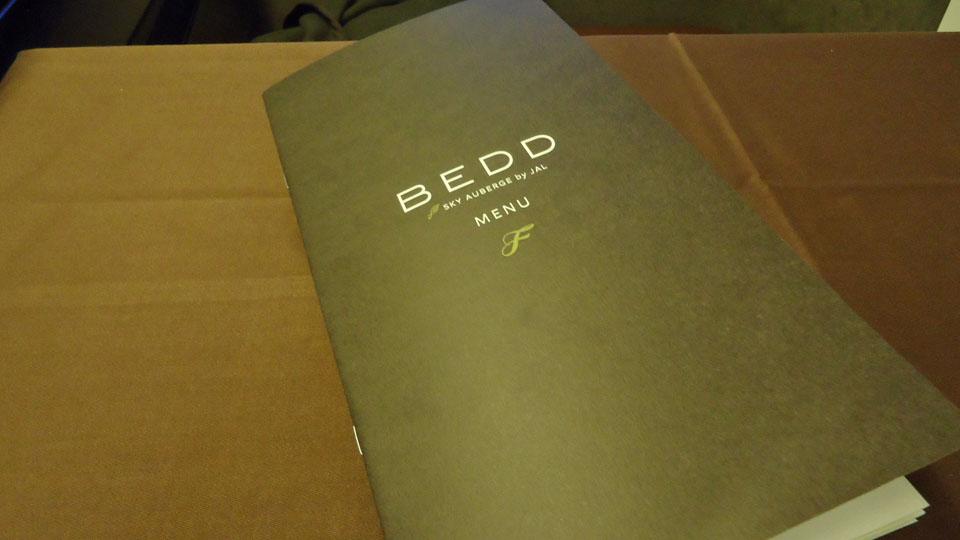 BEDD
SKY AUBERGE by JAL
MENU
F